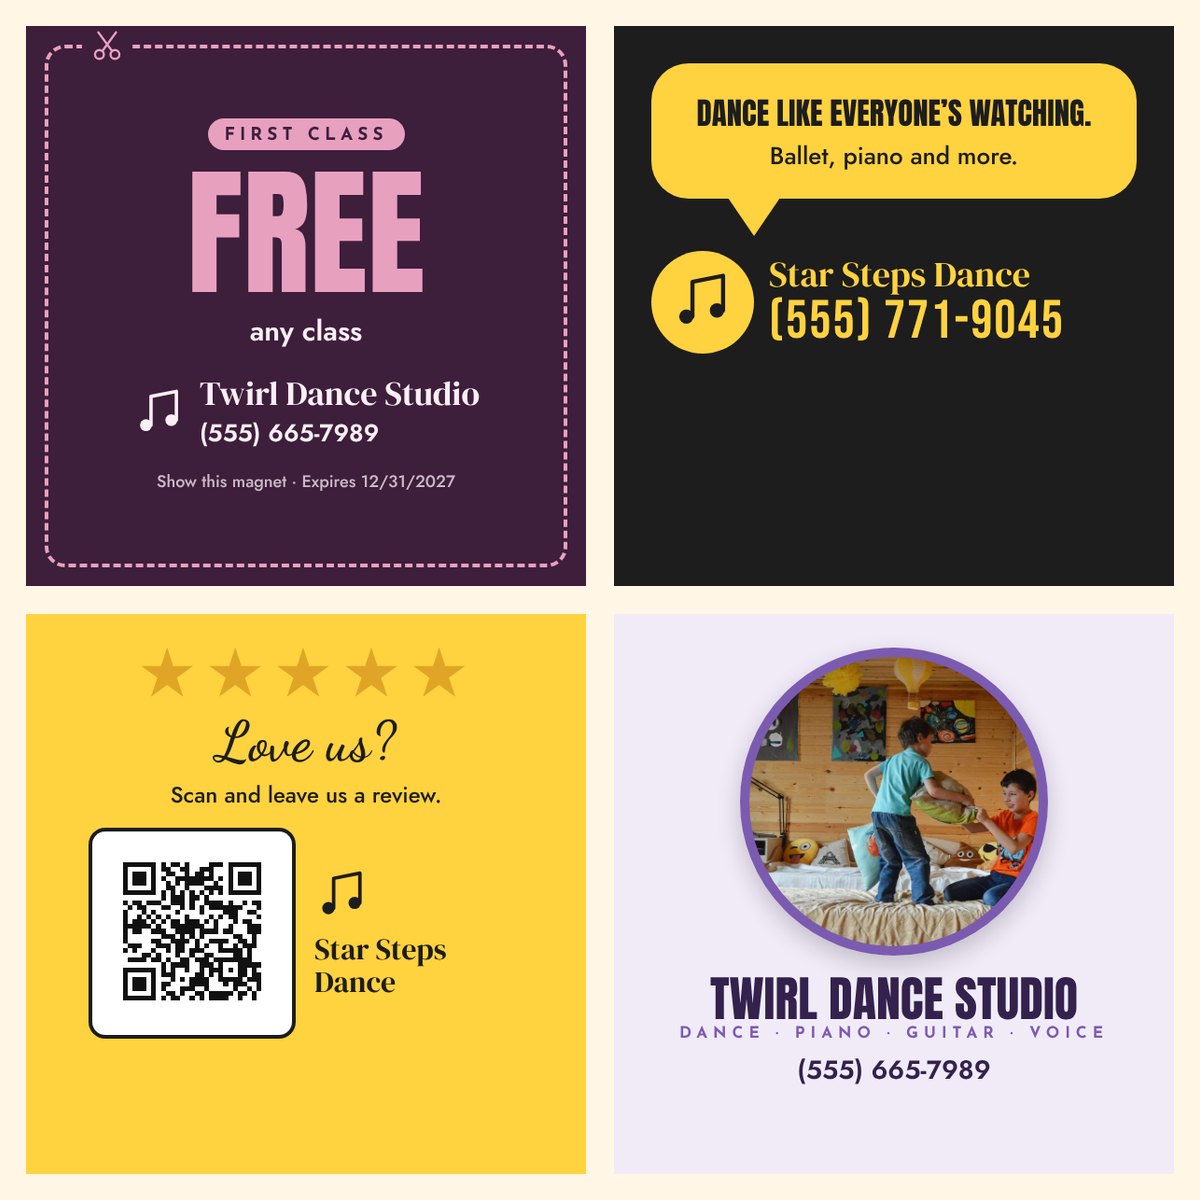 FIRST CLASS
FREE
any class
Twirl Dance Studio
(555) 665-7989
Show this magnet · Expires 12/31/2027
DANCE LIKE EVERYONE’S WATCHING.
Ballet, piano and more.
Star Steps Dance
(555) 771-9045
Love us?
Scan and leave us a review.
Star Steps
Dance
TWIRL DANCE STUDIO
DANCE · PIANO · GUITAR · VOICE
(555) 665-7989